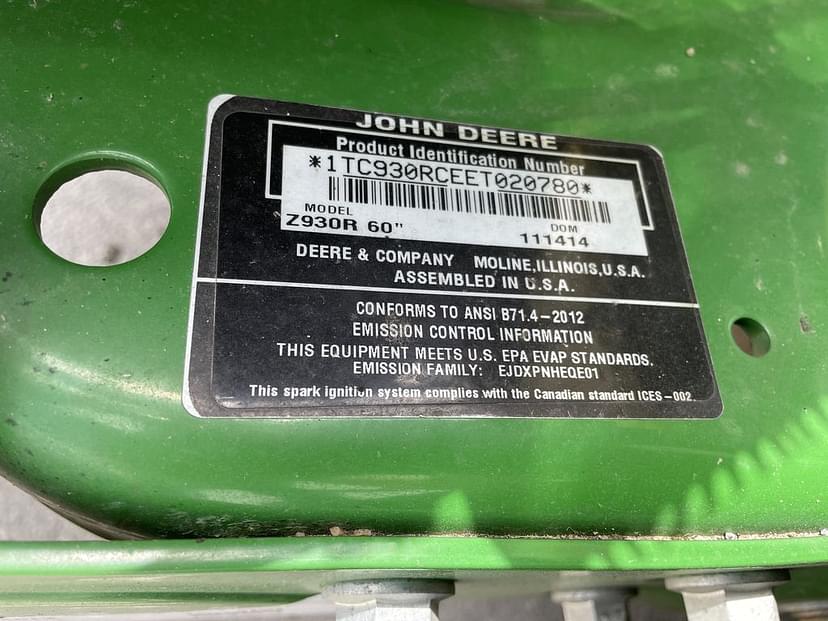 JOHN DEERE
Product Identification Number
*1TC930RCEET020780*
MODEL
Z930R 60"
DOM
111414
DEERE & COMPANY MOLINE,ILLINOIS,U.S.A.
ASSEMBLED IN U.S.A.
CONFORMS TO ANSI B71.4-2012
EMISSION CONTROL INFORMATION
THIS EQUIPMENT MEETS U.S. EPA EVAP STANDARDS.
EMISSION FAMILY: EJDXPNHEQE01
This spark ignition system complies with the Canadian standard ICES-002.